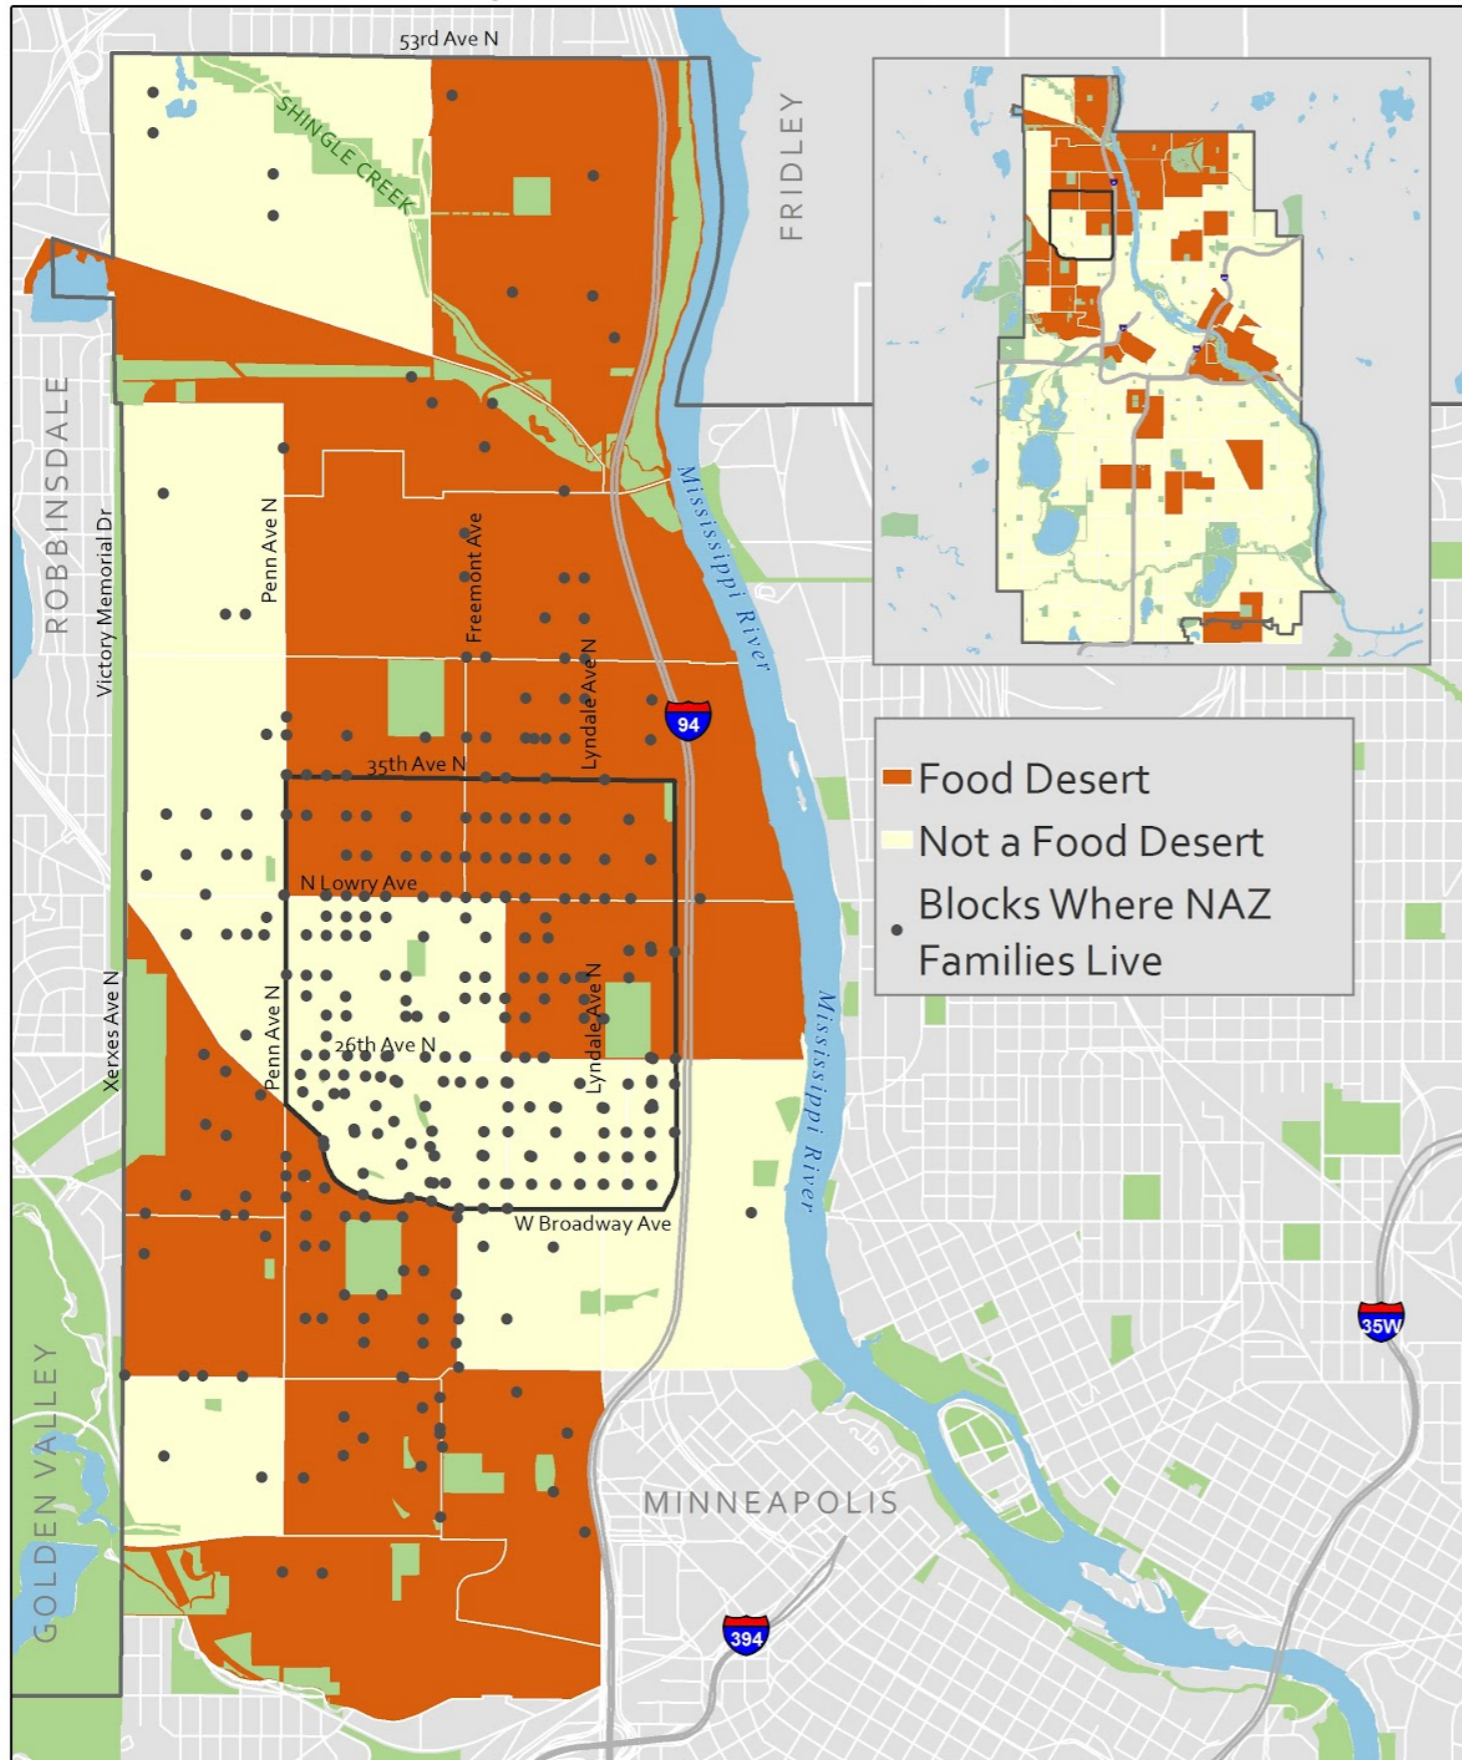 53rd Ave N
SHINGLE CREEK
FRIDLEY
ROBBINSDALE
Victory Memorial Dr
Penn Ave N
Freemont Ave
Mississippi River
Lyndale Ave N
94
35th Ave N
Food Desert
Not a Food Desert
Blocks Where NAZ
Families Live
N Lowry Ave
Xerxes Ave N
Penn Ave N
26th Ave N
Lyndale Ave N
Mississippi River
W Broadway Ave
35W
GOLDEN VALLEY
MINNEAPOLIS
394